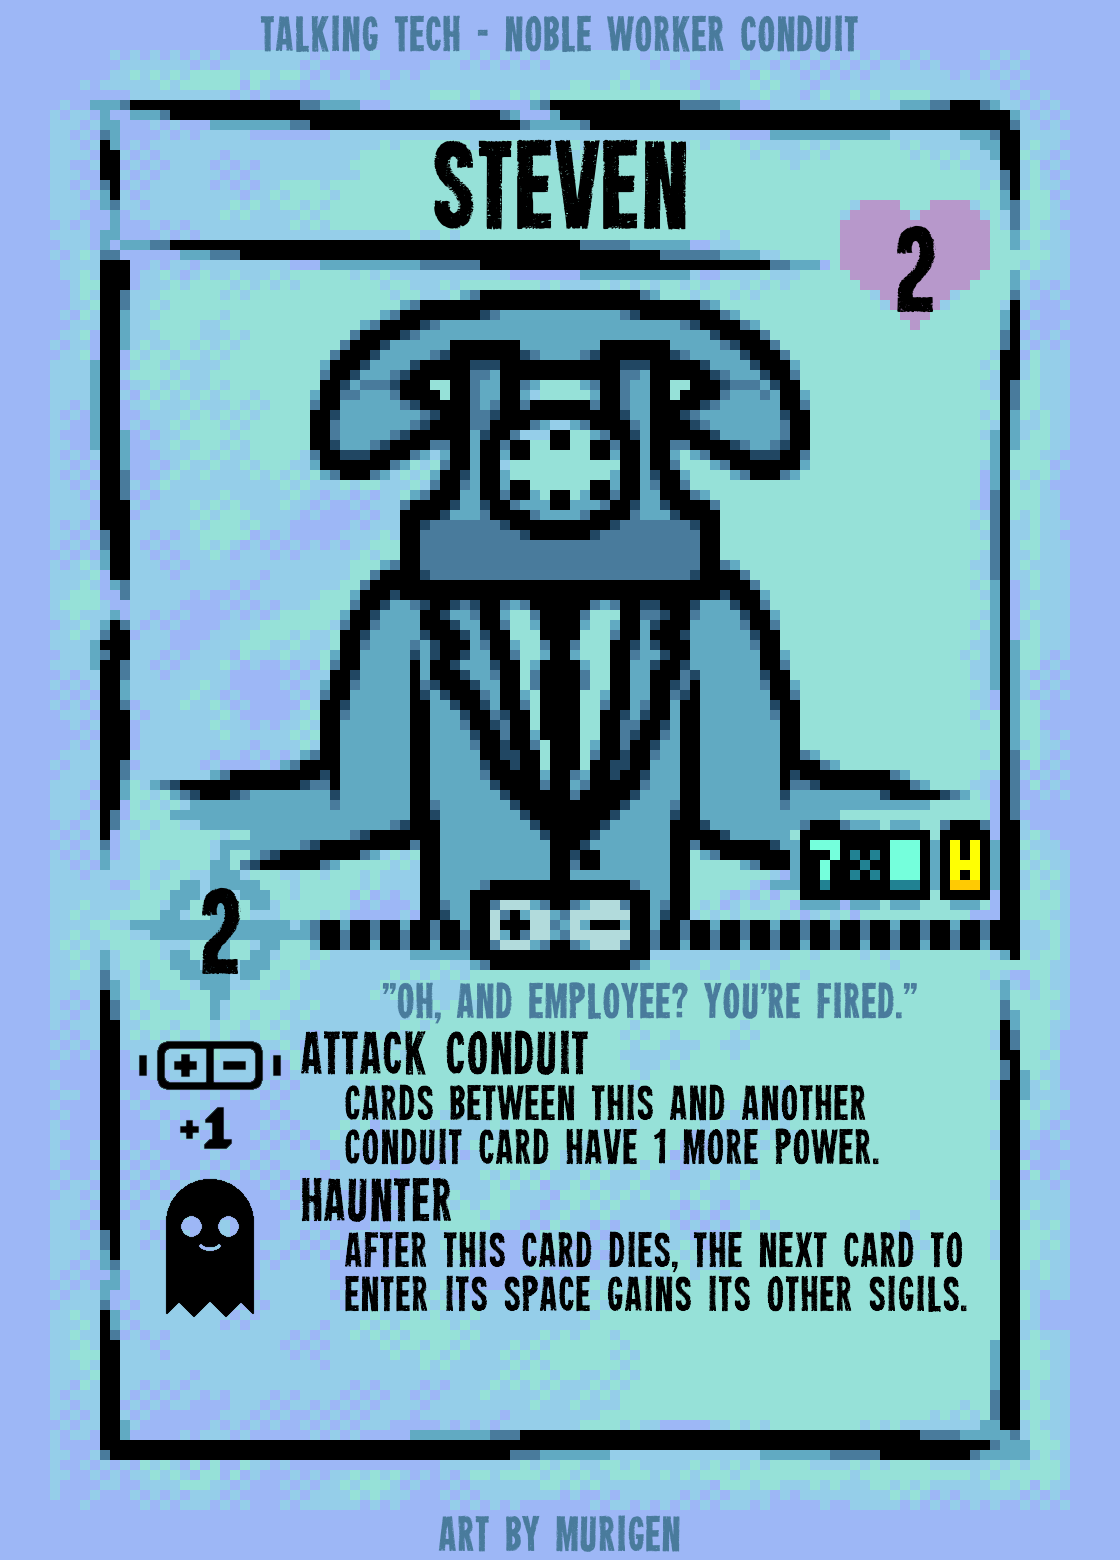 TALKING TECH - NOBLE WORKER CONDUIT
STEVEN
2
7 ×
2
"OH, AND EMPLOYEE? YOU'RE FIRED."
ATTACK CONDUIT
CARDS BETWEEN THIS AND ANOTHER
CONDUIT CARD HAVE 1 MORE POWER.
+1
HAUNTER
AFTER THIS CARD DIES, THE NEXT CARD TO
ENTER ITS SPACE GAINS ITS OTHER SIGILS.
ART BY MURIGEN